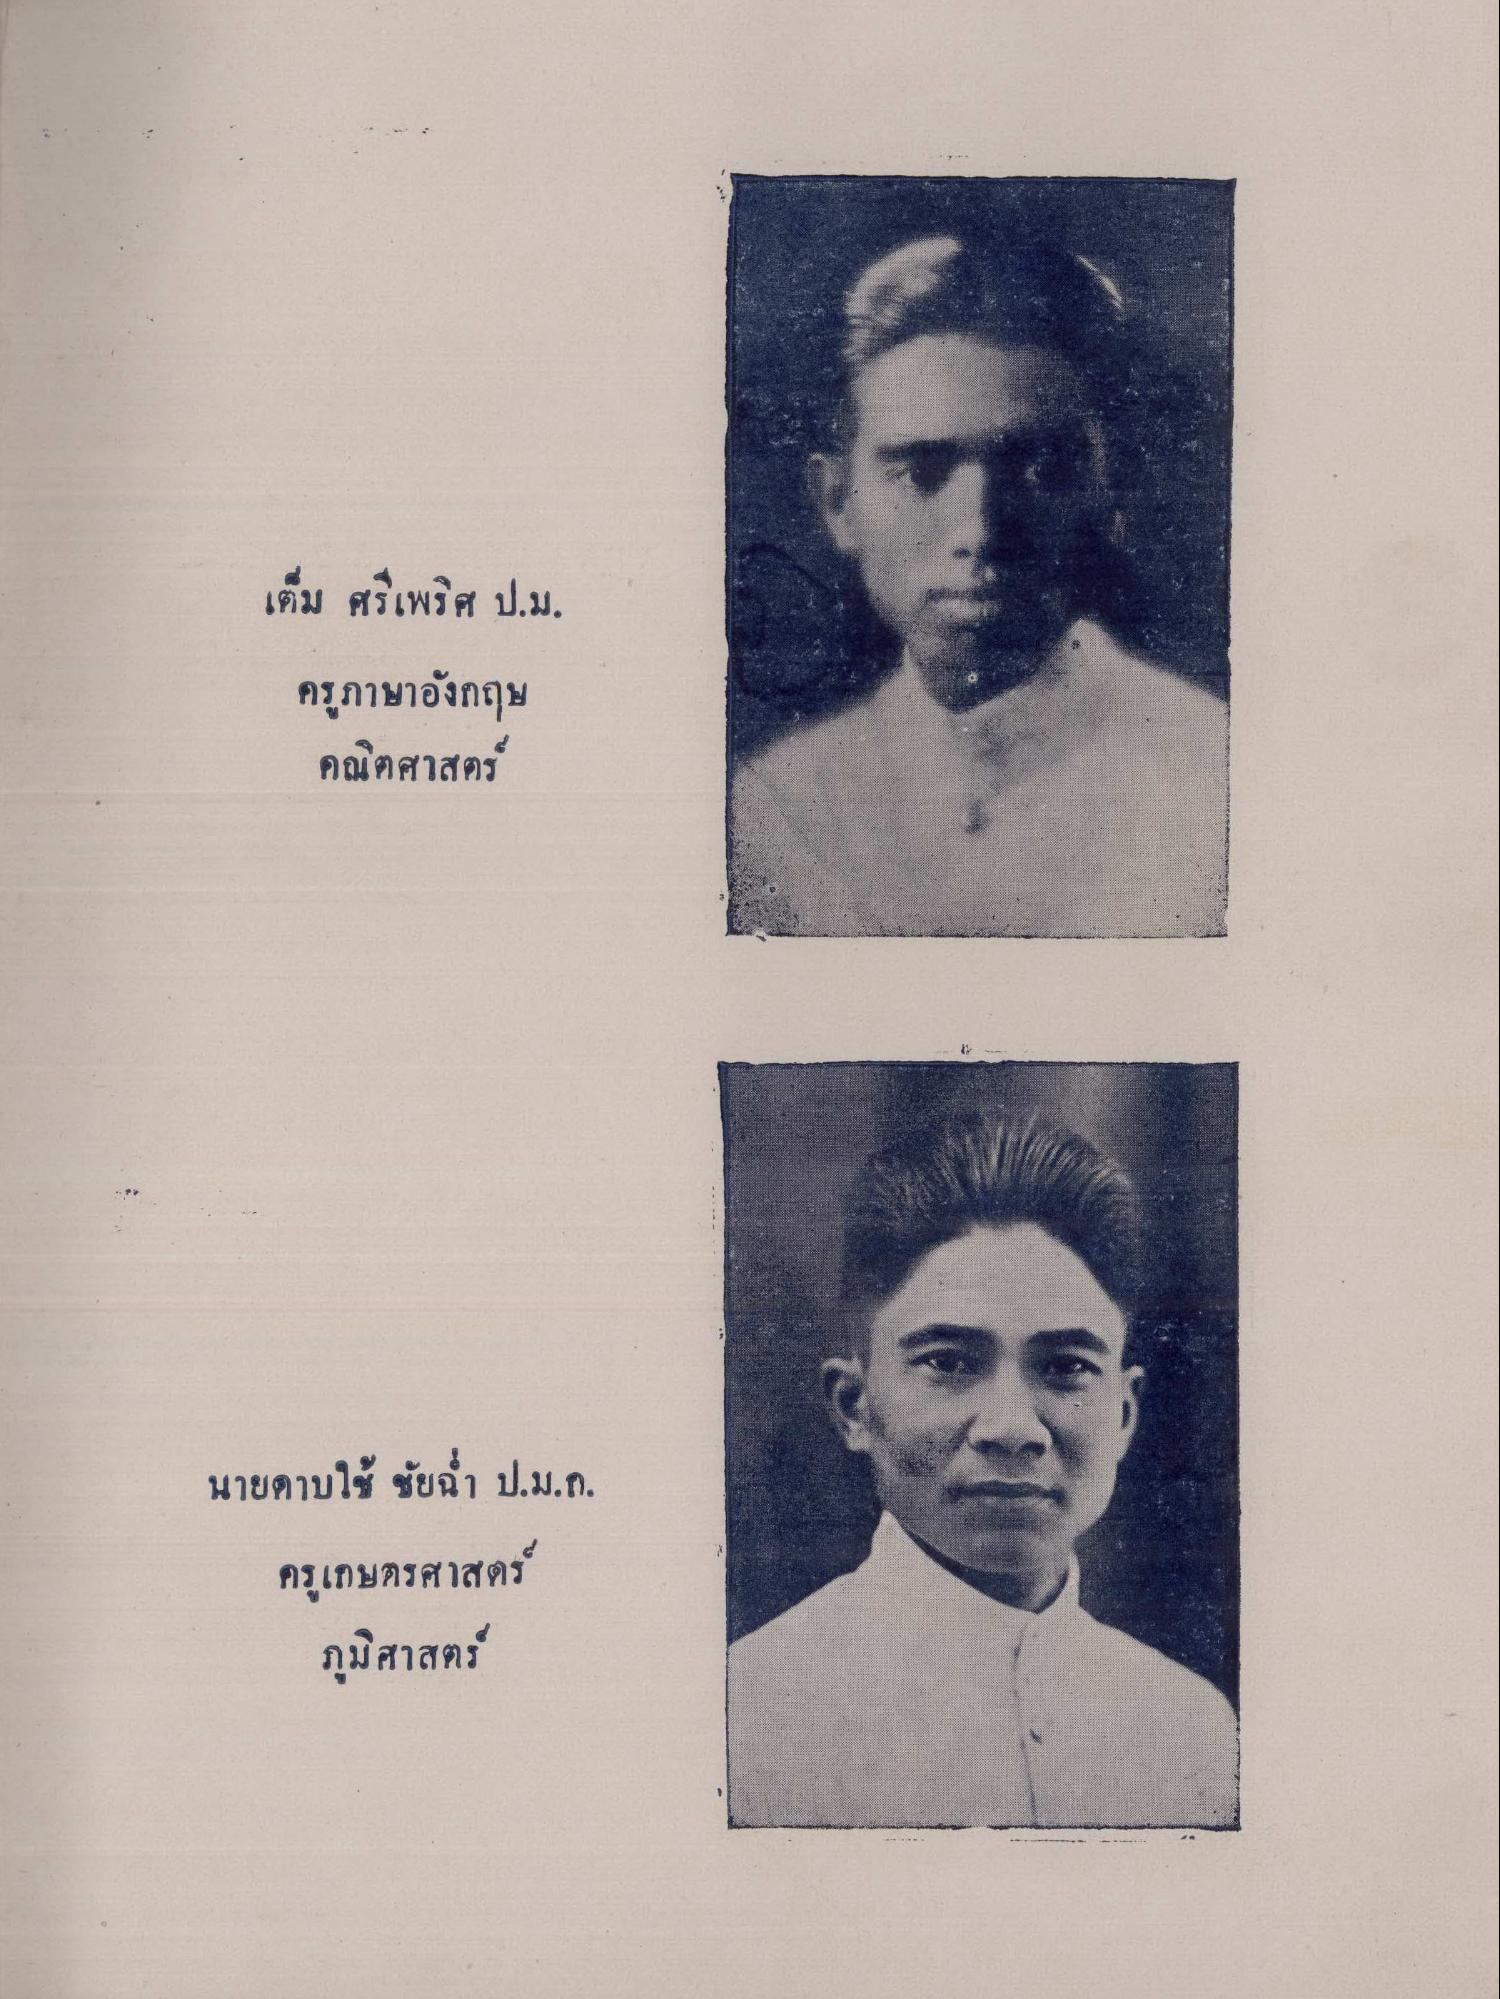 เต็ม ศรีเพริศ ป.ม.
ครูภาษาอังกฤษ
คณิตศาสตร์
นายดาบใช้ ชัยฉ่ำ ป.ม.ก.
ครูเกษตรศาสตร์
ภูมิศาสตร์